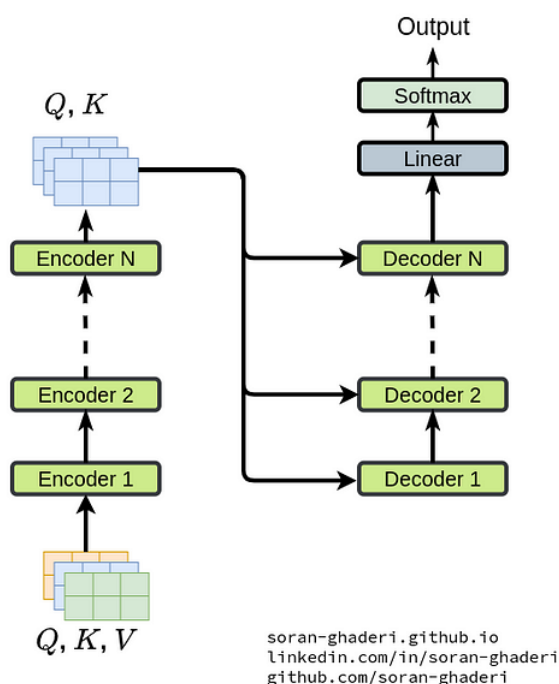 Output
Softmax
Linear
Q, K
Encoder N
Decoder N
Encoder 2
Decoder 2
Encoder 1
Decoder 1
Q, K, V
soran-ghaderi.github.io
linkedin.com/in/soran-ghaderi
github.com/soran-ghaderi